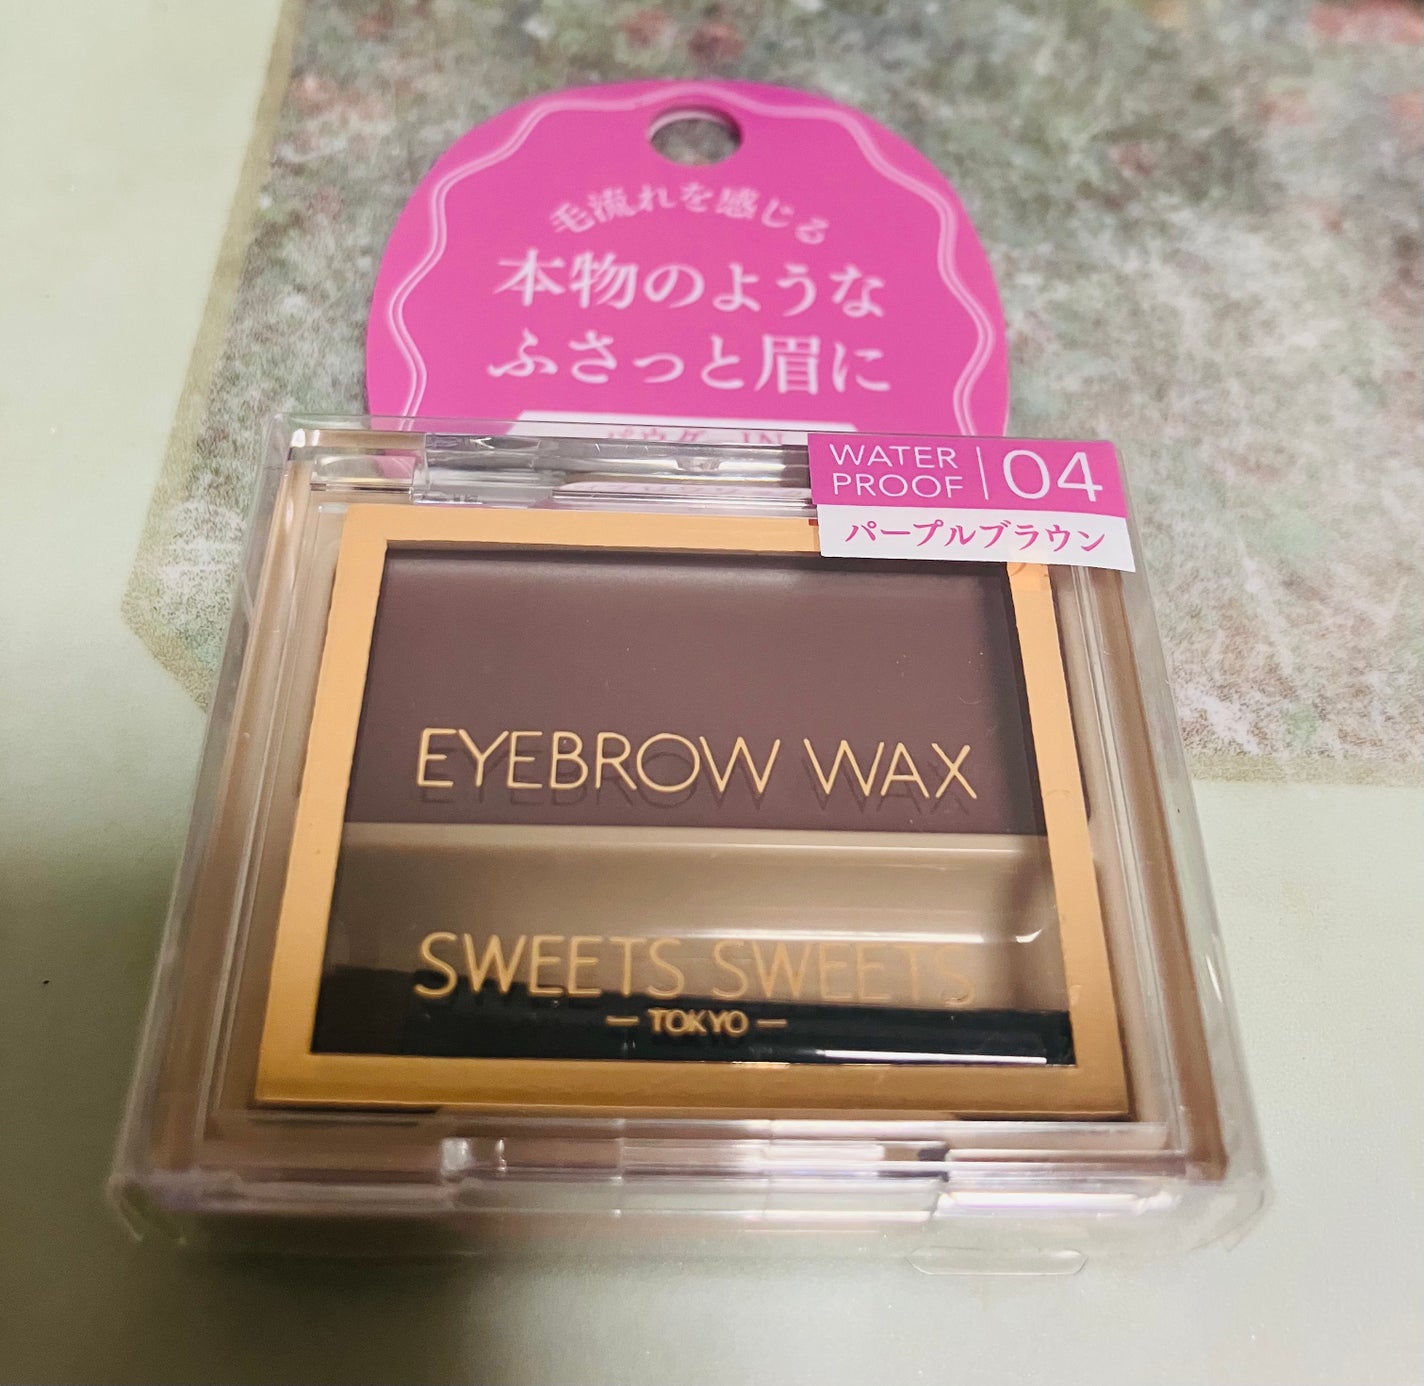 毛流れを感じる
本物のような
ふさっと眉に
WATER
PROOF
04
パープルブラウン
EYEBROW WAX
SWEETS SWEETS
— TOKYO —